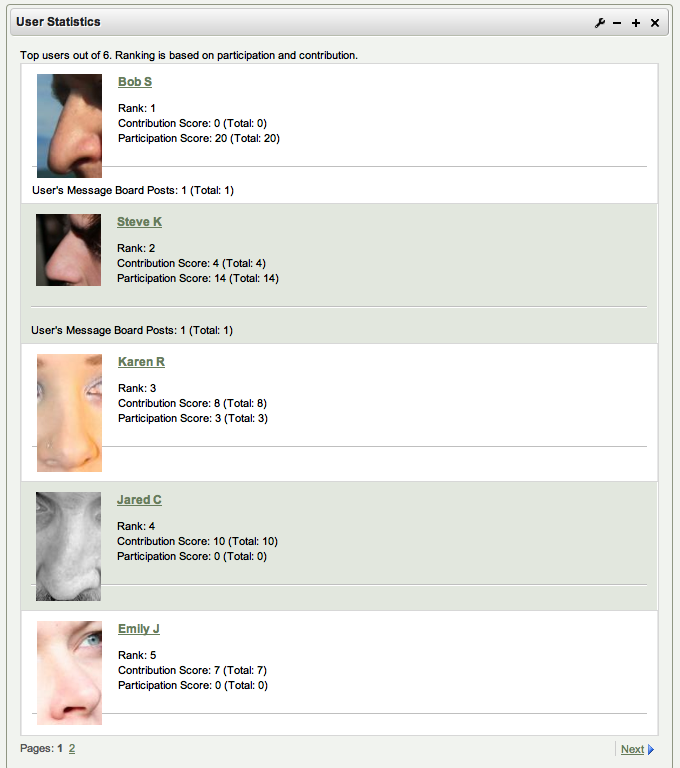 User Statistics
Top users out of 6. Ranking is based on participation and contribution.
Bob S
Rank: 1
Contribution Score: 0 (Total: 0)
Participation Score: 20 (Total: 20)
User's Message Board Posts: 1 (Total: 1)
Steve K
Rank: 2
Contribution Score: 4 (Total: 4)
Participation Score: 14 (Total: 14)
User's Message Board Posts: 1 (Total: 1)
Karen R
Rank: 3
Contribution Score: 8 (Total: 8)
Participation Score: 3 (Total: 3)
Jared C
Rank: 4
Contribution Score: 10 (Total: 10)
Participation Score: 0 (Total: 0)
Emily J
Rank: 5
Contribution Score: 7 (Total: 7)
Participation Score: 0 (Total: 0)
Pages: 1 2 Next